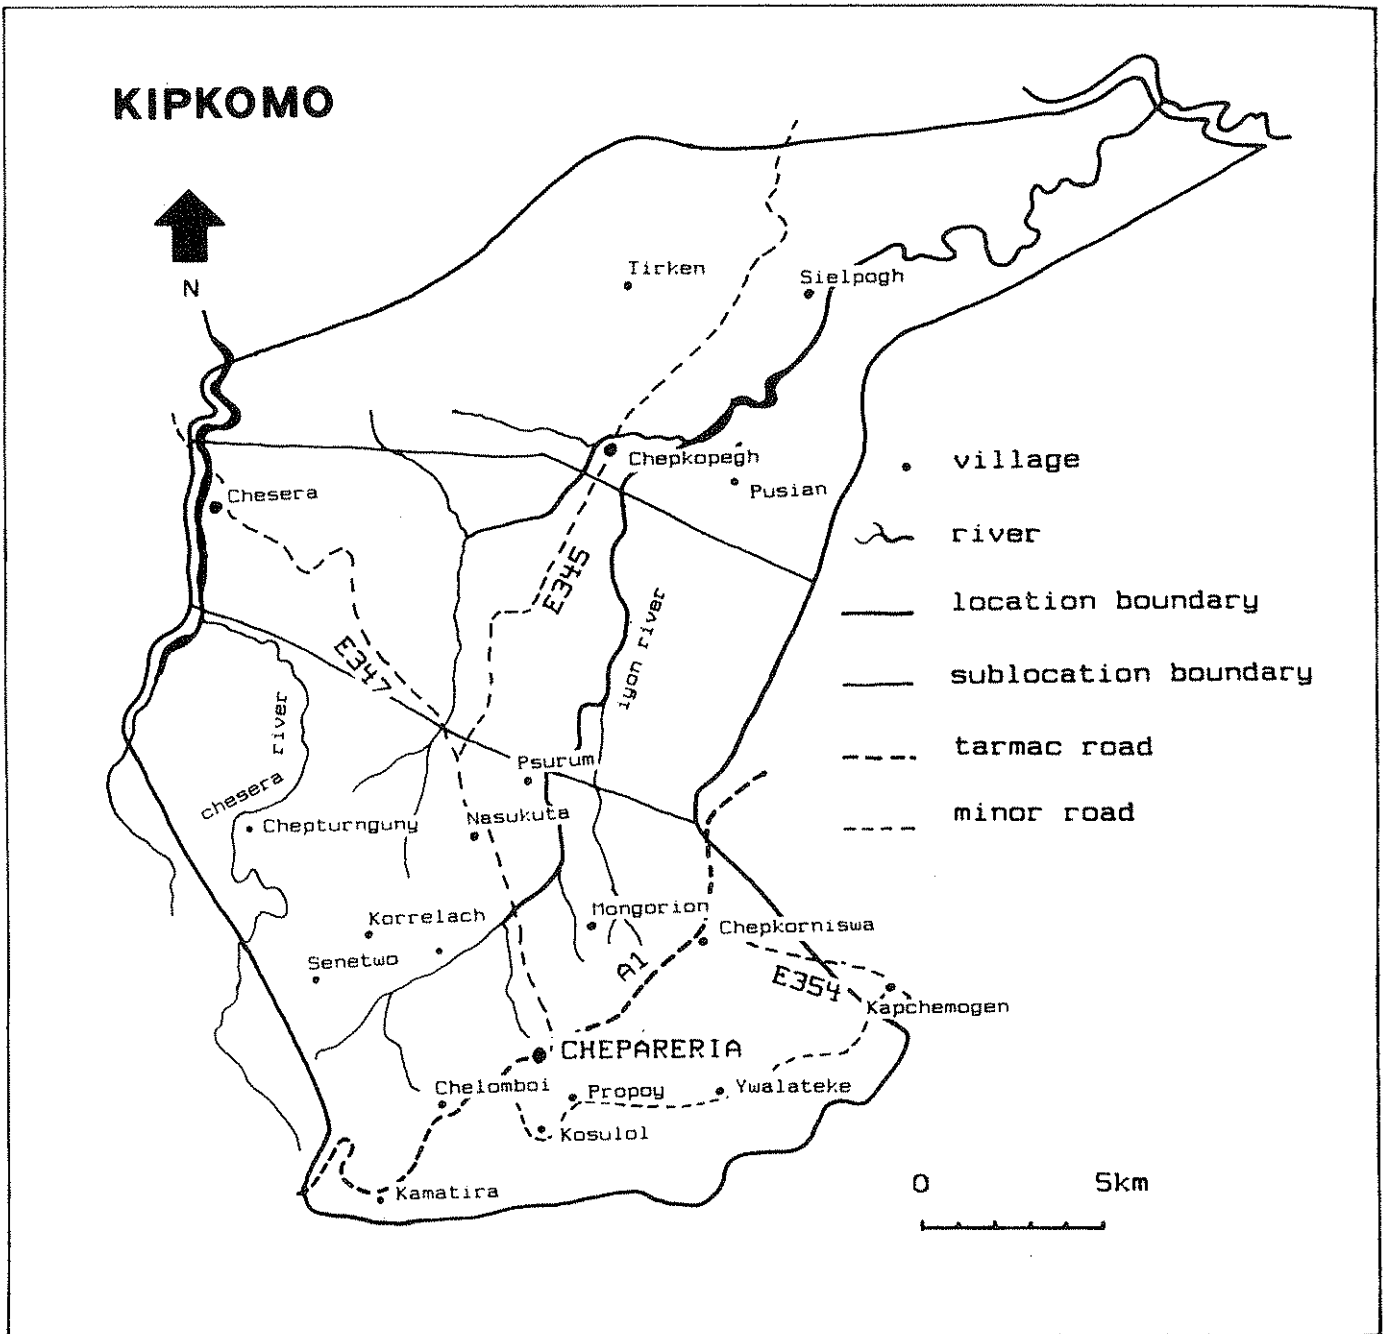 KIPKOMO
N
Tirken
Sielpogh
Chepkopegh
Pusian
Chesera
village
river
location boundary
sublocation boundary
tarmac road
minor road
E345
E347
iyon river
chesera river
Psurum
Nasukuta
Chepturnguny
Korrelach
Senetwo
Mongorion
Chepkorniswa
A1
E354
Kapchemogen
CHEPARERIA
Chelomboi
Propoy
Ywalateke
Kosulol
Kamatira
0 5km